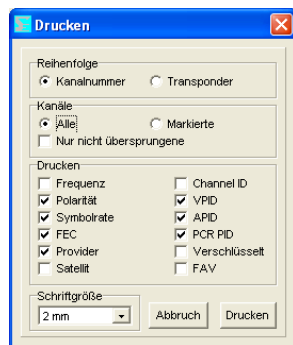 Drucken
Reihenfolge
Kanalnummer Transponder
Kanäle
Alle Markierte
Nur nicht übersprungene
Drucken
Frequenz Channel ID
Polarität VPID
Symbolrate APID
FEC PCR PID
Provider Verschlüsselt
Satellit FAV
Schriftgröße
2 mm Abbruch Drucken